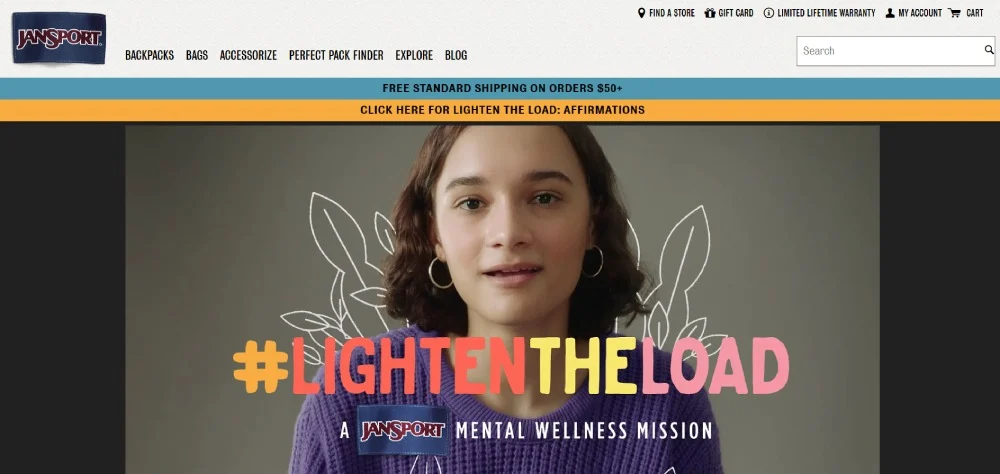 JANSPORT
FIND A STORE GIFT CARD LIMITED LIFETIME WARRANTY MY ACCOUNT CART
BACKPACKS BAGS ACCESSORIZE PERFECT PACK FINDER EXPLORE BLOG
Search
FREE STANDARD SHIPPING ON ORDERS $50+
CLICK HERE FOR LIGHTEN THE LOAD: AFFIRMATIONS
#LIGHTENTHELOAD
A JANSPORT MENTAL WELLNESS MISSION